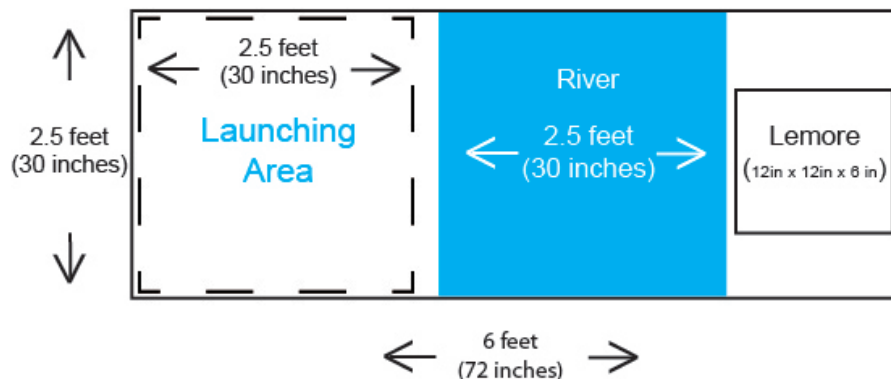 2.5 feet
(30 inches)
2.5 feet
(30 inches)
Launching
Area
River
2.5 feet
(30 inches)
Lemore
(12in x 12in x 6 in)
6 feet
(72 inches)